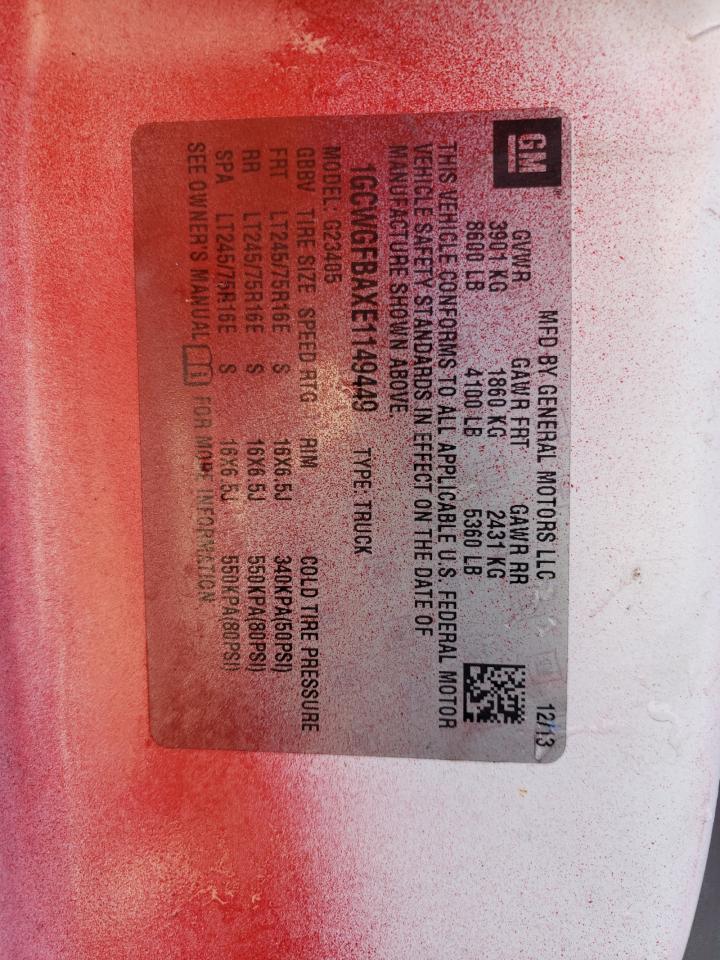 GM
MFD BY GENERAL MOTORS LLC 12/13
GVWR GAWR FRT GAWR RR
3901 KG 1860 KG 2431 KG
8600 LB 4100 LB 5360 LB
THIS VEHICLE CONFORMS TO ALL APPLICABLE U.S. FEDERAL MOTOR
VEHICLE SAFETY STANDARDS IN EFFECT ON THE DATE OF
MANUFACTURE SHOWN ABOVE.
1GCWGFBAXE1149449 TYPE: TRUCK
MODEL: G23405
GBBV TIRE SIZE SPEED RTG RIM COLD TIRE PRESSURE
FRT LT245/75R16E S 16X6.5J 340KPA(50PSI)
RR LT245/75R16E S 16X6.5J 550KPA(80PSI)
SPA LT245/75R16E S 16X6.5J 550KPA(80PSI)
SEE OWNER'S MANUAL FOR MORE INFORMATION